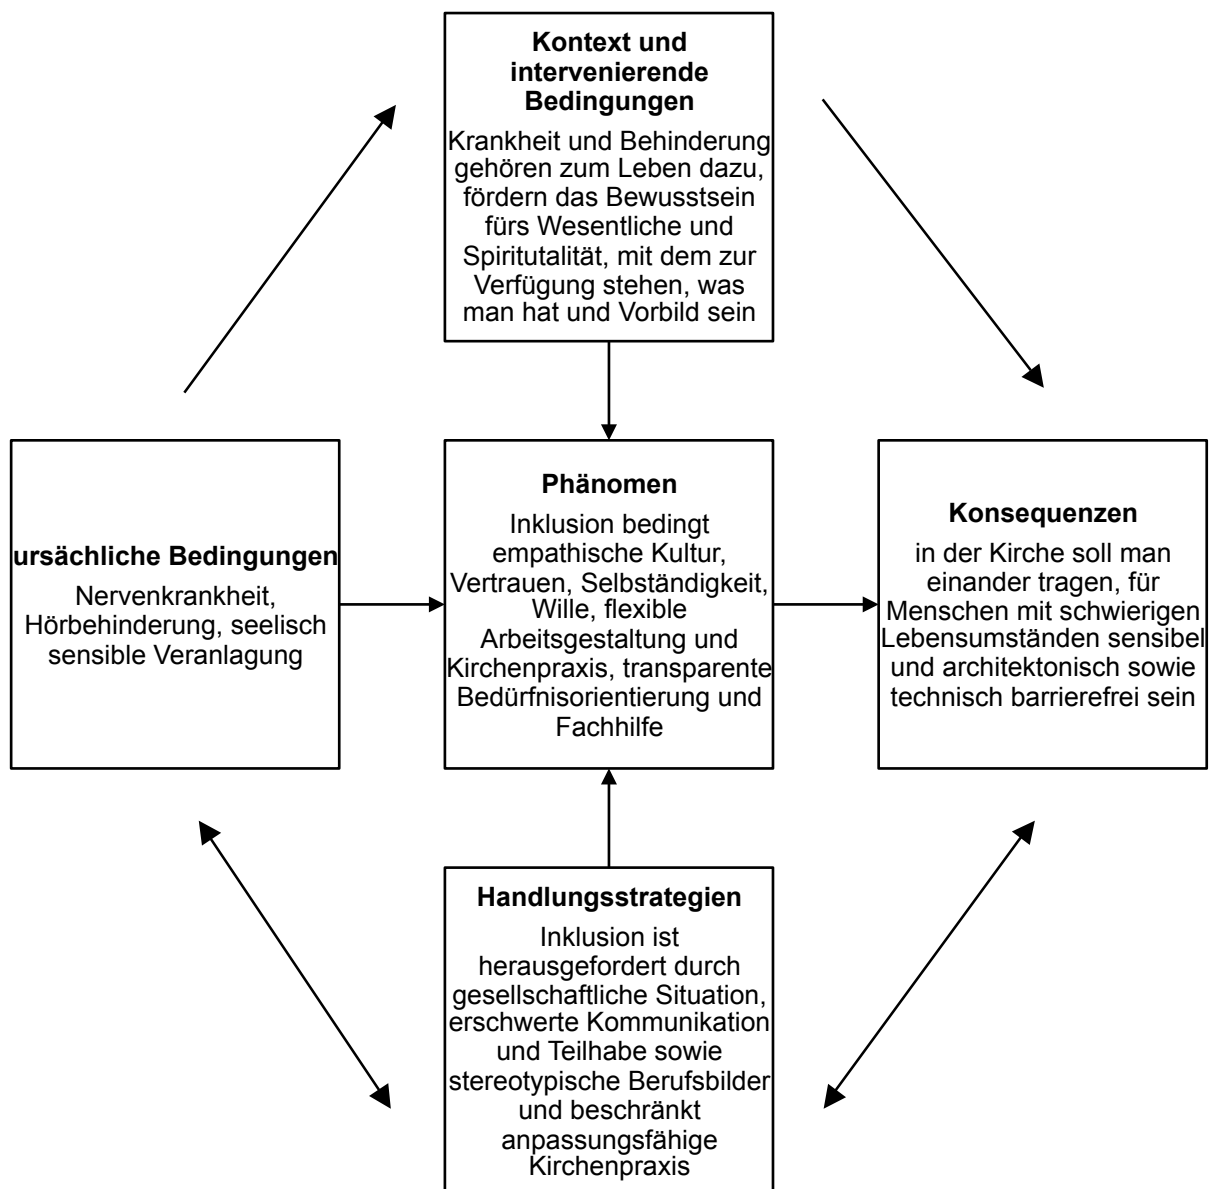 Kontext und
intervenierende
Bedingungen
Krankheit und Behinderung
gehören zum Leben dazu,
fördern das Bewusstsein
fürs Wesentliche und
Spiritutalität, mit dem zur
Verfügung stehen, was
man hat und Vorbild sein
ursächliche Bedingungen
Nervenkrankheit,
Hörbehinderung, seelisch
sensible Veranlagung
Phänomen
Inklusion bedingt
empathische Kultur,
Vertrauen, Selbständigkeit,
Wille, flexible
Arbeitsgestaltung und
Kirchenpraxis, transparente
Bedürfnisorientierung und
Fachhilfe
Konsequenzen
in der Kirche soll man
einander tragen, für
Menschen mit schwierigen
Lebensumständen sensibel
und architektonisch sowie
technisch barrierefrei sein
Handlungsstrategien
Inklusion ist
herausgefordert durch
gesellschaftliche Situation,
erschwerte Kommunikation
und Teilhabe sowie
stereotypische Berufsbilder
und beschränkt
anpassungsfähige
Kirchenpraxis